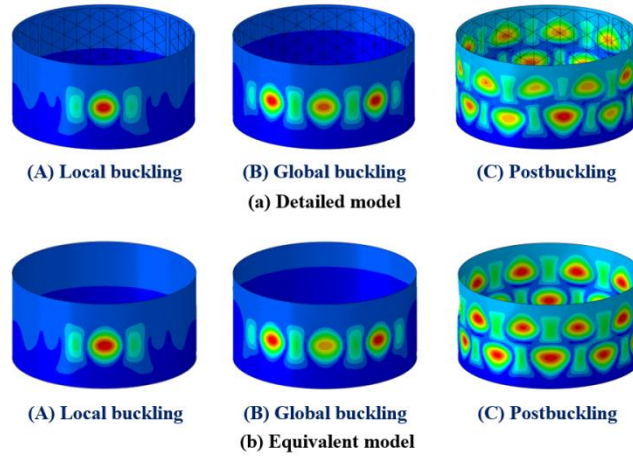 (A) Local buckling (B) Global buckling (C) Postbuckling
(a) Detailed model
(A) Local buckling (B) Global buckling (C) Postbuckling
(b) Equivalent model